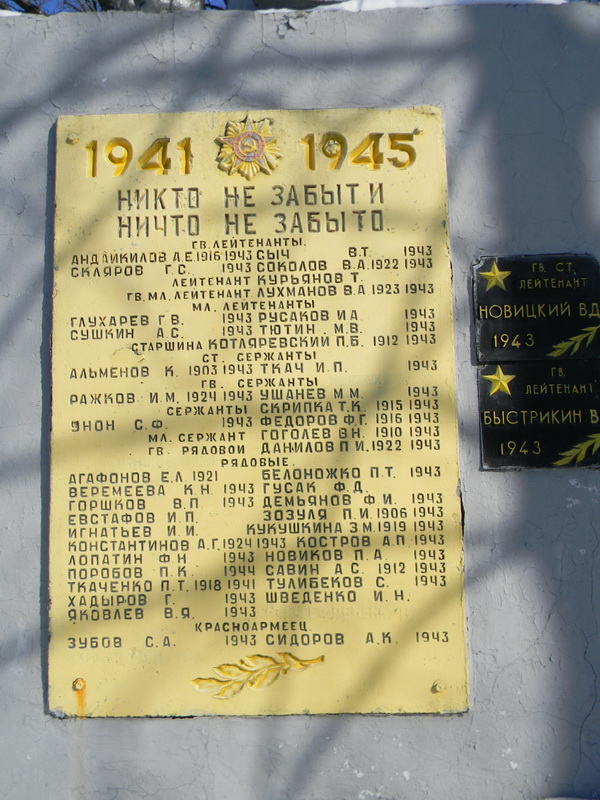 1941 1945
НИКТО НЕ ЗАБЫТ И
НИЧТО НЕ ЗАБЫТО.
ГВ. ЛЕЙТЕНАНТЫ.
АНДАЙКИЛОВ А.Е. 1916 1943 СЫЧ В.Т. 1943
СКЛЯРОВ Г.С. 1943 СОКОЛОВ В.А. 1922 1943
ЛЕЙТЕНАНТ КУРЬЯНОВ Т.
ГВ. МЛ. ЛЕЙТЕНАНТ ЛУХМАНОВ В.А 1923 1943
МЛ. ЛЕЙТЕНАНТЫ
ГЛУХАРЕВ Г.В. 1943 РУСАКОВ И А 1943
СУШКИН А.С. 1943 ТЮТИН . М.В. 1943
СТАРШИНА КОТЛЯРЕВСКИЙ П.Б. 1912 1943
СТ. СЕРЖАНТЫ
АЛЬМЕНОВ К. 1903 1943 ТКАЧ И.П. 1943
ГВ. СЕРЖАНТЫ
РАЖКОВ И.М. 1924 1943 УШАНЕВ М М. 1943
СЕРЖАНТЫ СКРИПКА Т.К. 1915 1943
УНОН С.Ф. 1943 ФЕДОРОВ Ф.Г. 1916 1943
МЛ. СЕРЖАНТ ГОГОЛЕВ В Н. 1910 1943
ГВ. РЯДОВОЙ ДАНИЛОВ П И. 1922 1943
РЯДОВЫЕ.
АГАФОНОВ Е.Л. 1921 БЕЛОНОЖКО П.Т. 1943
ВЕРЕМЕЕВА К Н. 1943 ГУСАК Ф.Д.
ГОРШКОВ В.П 1943 ДЕМЬЯНОВ Ф И. 1943
ЕВСТАФОВ И.П. ЗОЗУЛЯ П.И. 1906 1943
ИГНАТЬЕВ И.И. КУКУШКИНА З.М. 1919 1943
КОНСТАНТИНОВ А.Г. 1924 1943 КОСТРОВ А.П 1943
ЛОПАТИН Ф Н 1943 НОВИКОВ П.А. 1943
ПОРОБОВ П.К. 1944 САВИН А С. 1912 1943
ТКАЧЕНКО П.Т. 1918 1941 ТУЛИБЕКОВ С. 1943
ХАДЫРОВ Г. 1943 ШВЕДЕНКО И.Н.
ЯКОВЛЕВ В.Я. 1943
КРАСНОАРМЕЕЦ
ЗУБОВ С.А. 1943 СИДОРОВ А.К. 1943
ГВ. СТ.
ЛЕЙТЕНАНТ
НОВИЦКИЙ В.Д
1943
ГВ.
ЛЕЙТЕНАНТ
БЫСТРИКИН В
1943